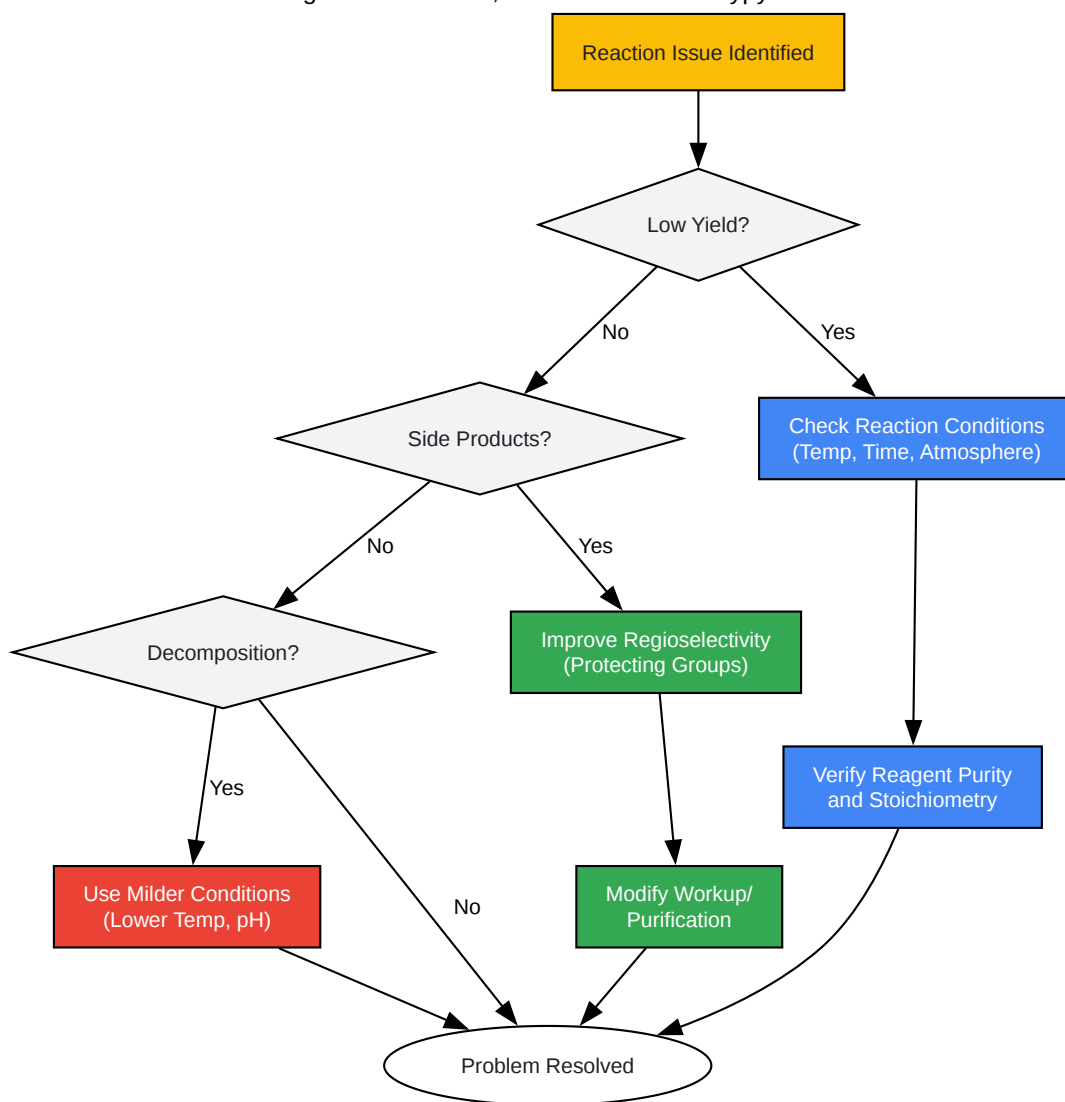 Reaction Issue Identified
Low Yield?
No
Yes
Side Products?
Check Reaction Conditions
(Temp, Time, Atmosphere)
No
Yes
Decomposition?
Improve Regioselectivity
(Protecting Groups)
Yes
Verify Reagent Purity
and Stoichiometry
Use Milder Conditions
(Lower Temp, pH)
No
Modify Workup/
Purification
Problem Resolved